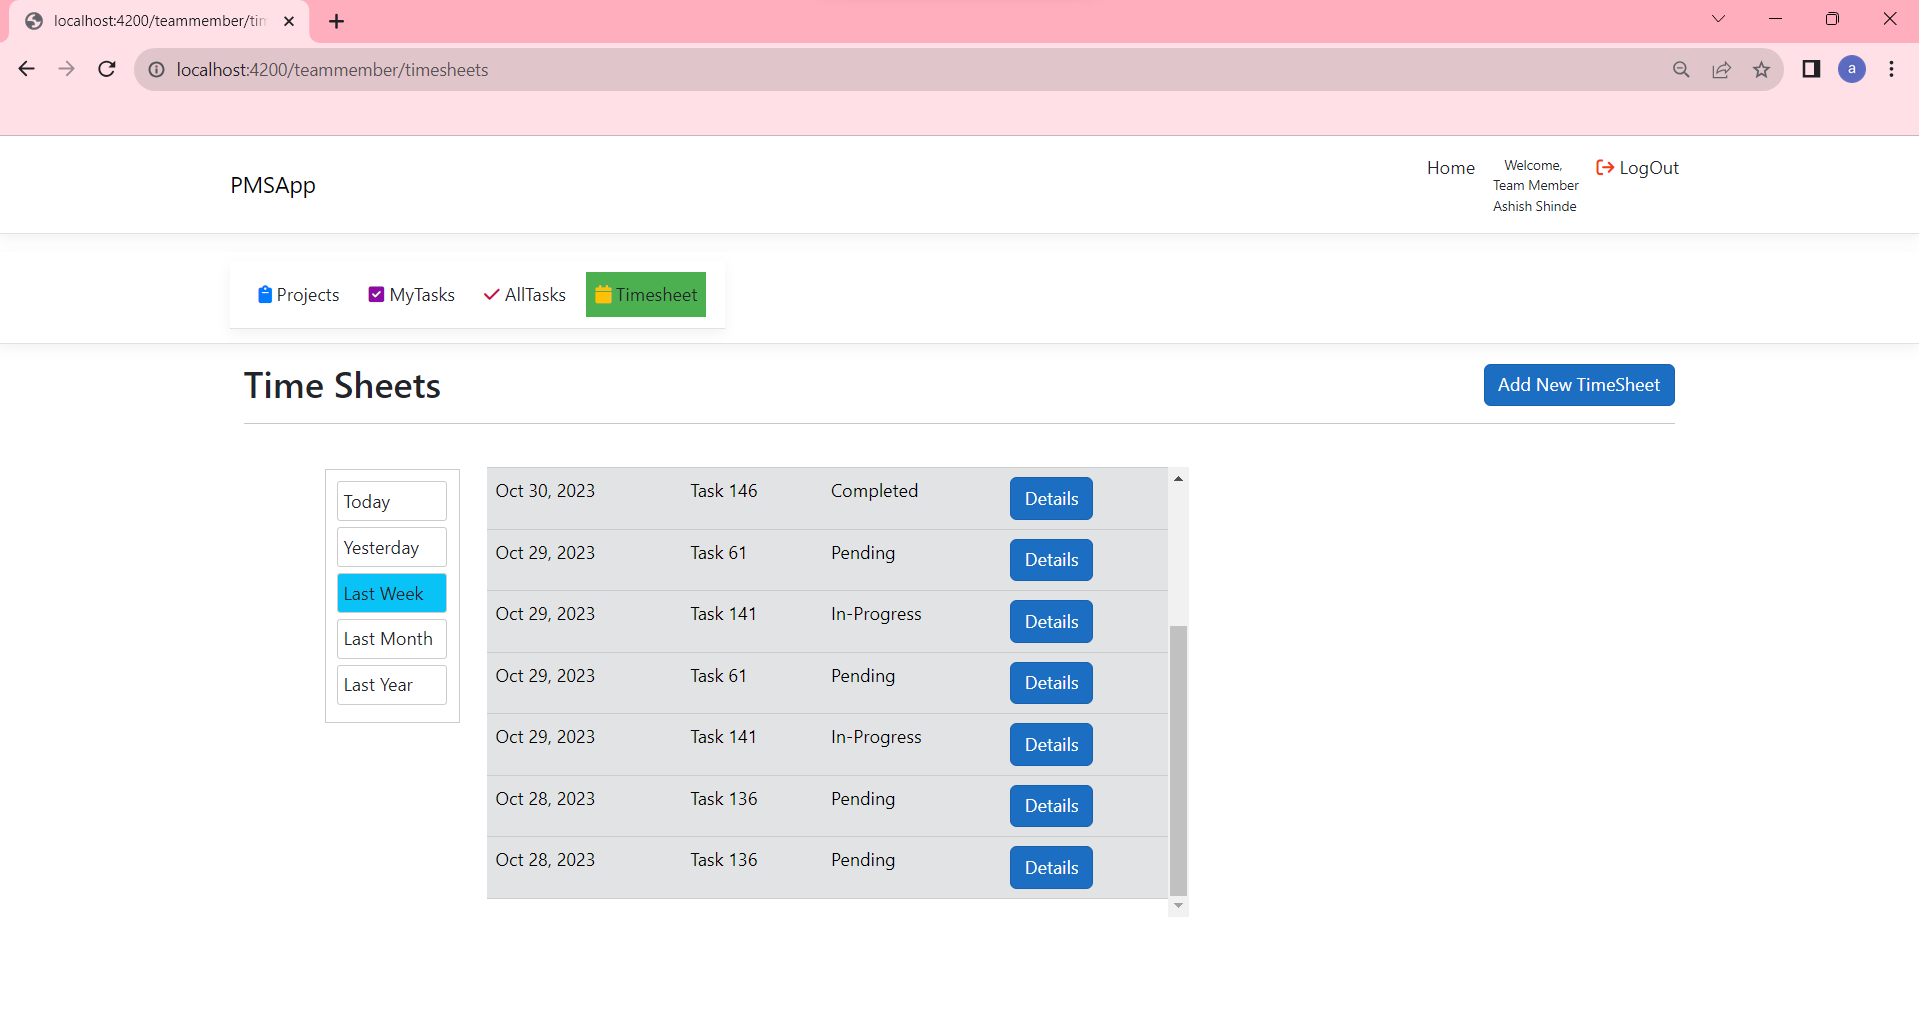 localhost:4200/teammember/tim
localhost:4200/teammember/timesheets
a
PMSApp
Home
Welcome,
Team Member
Ashish Shinde
LogOut
Projects MyTasks AllTasks Timesheet
Time Sheets
Add New TimeSheet
Today
Yesterday
Last Week
Last Month
Last Year
Oct 30, 2023 Task 146 Completed Details
Oct 29, 2023 Task 61 Pending Details
Oct 29, 2023 Task 141 In-Progress Details
Oct 29, 2023 Task 61 Pending Details
Oct 29, 2023 Task 141 In-Progress Details
Oct 28, 2023 Task 136 Pending Details
Oct 28, 2023 Task 136 Pending Details